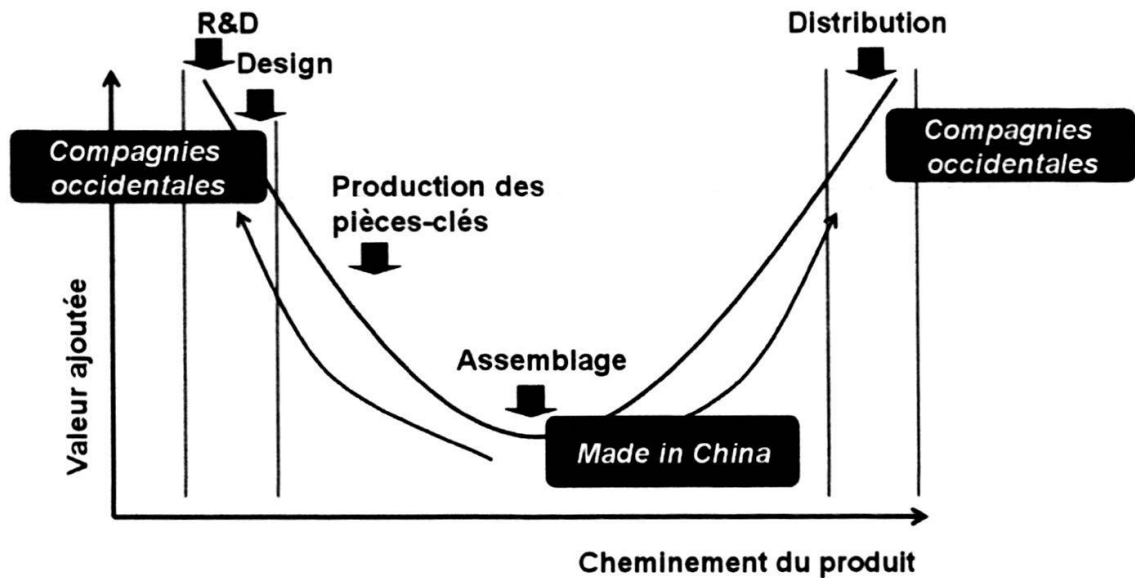 R&D
Distribution
Design
Compagnies
occidentales
Compagnies
occidentales
Production des
pièces-clés
Valeur ajoutée
Assemblage
Made in China
Cheminement du produit